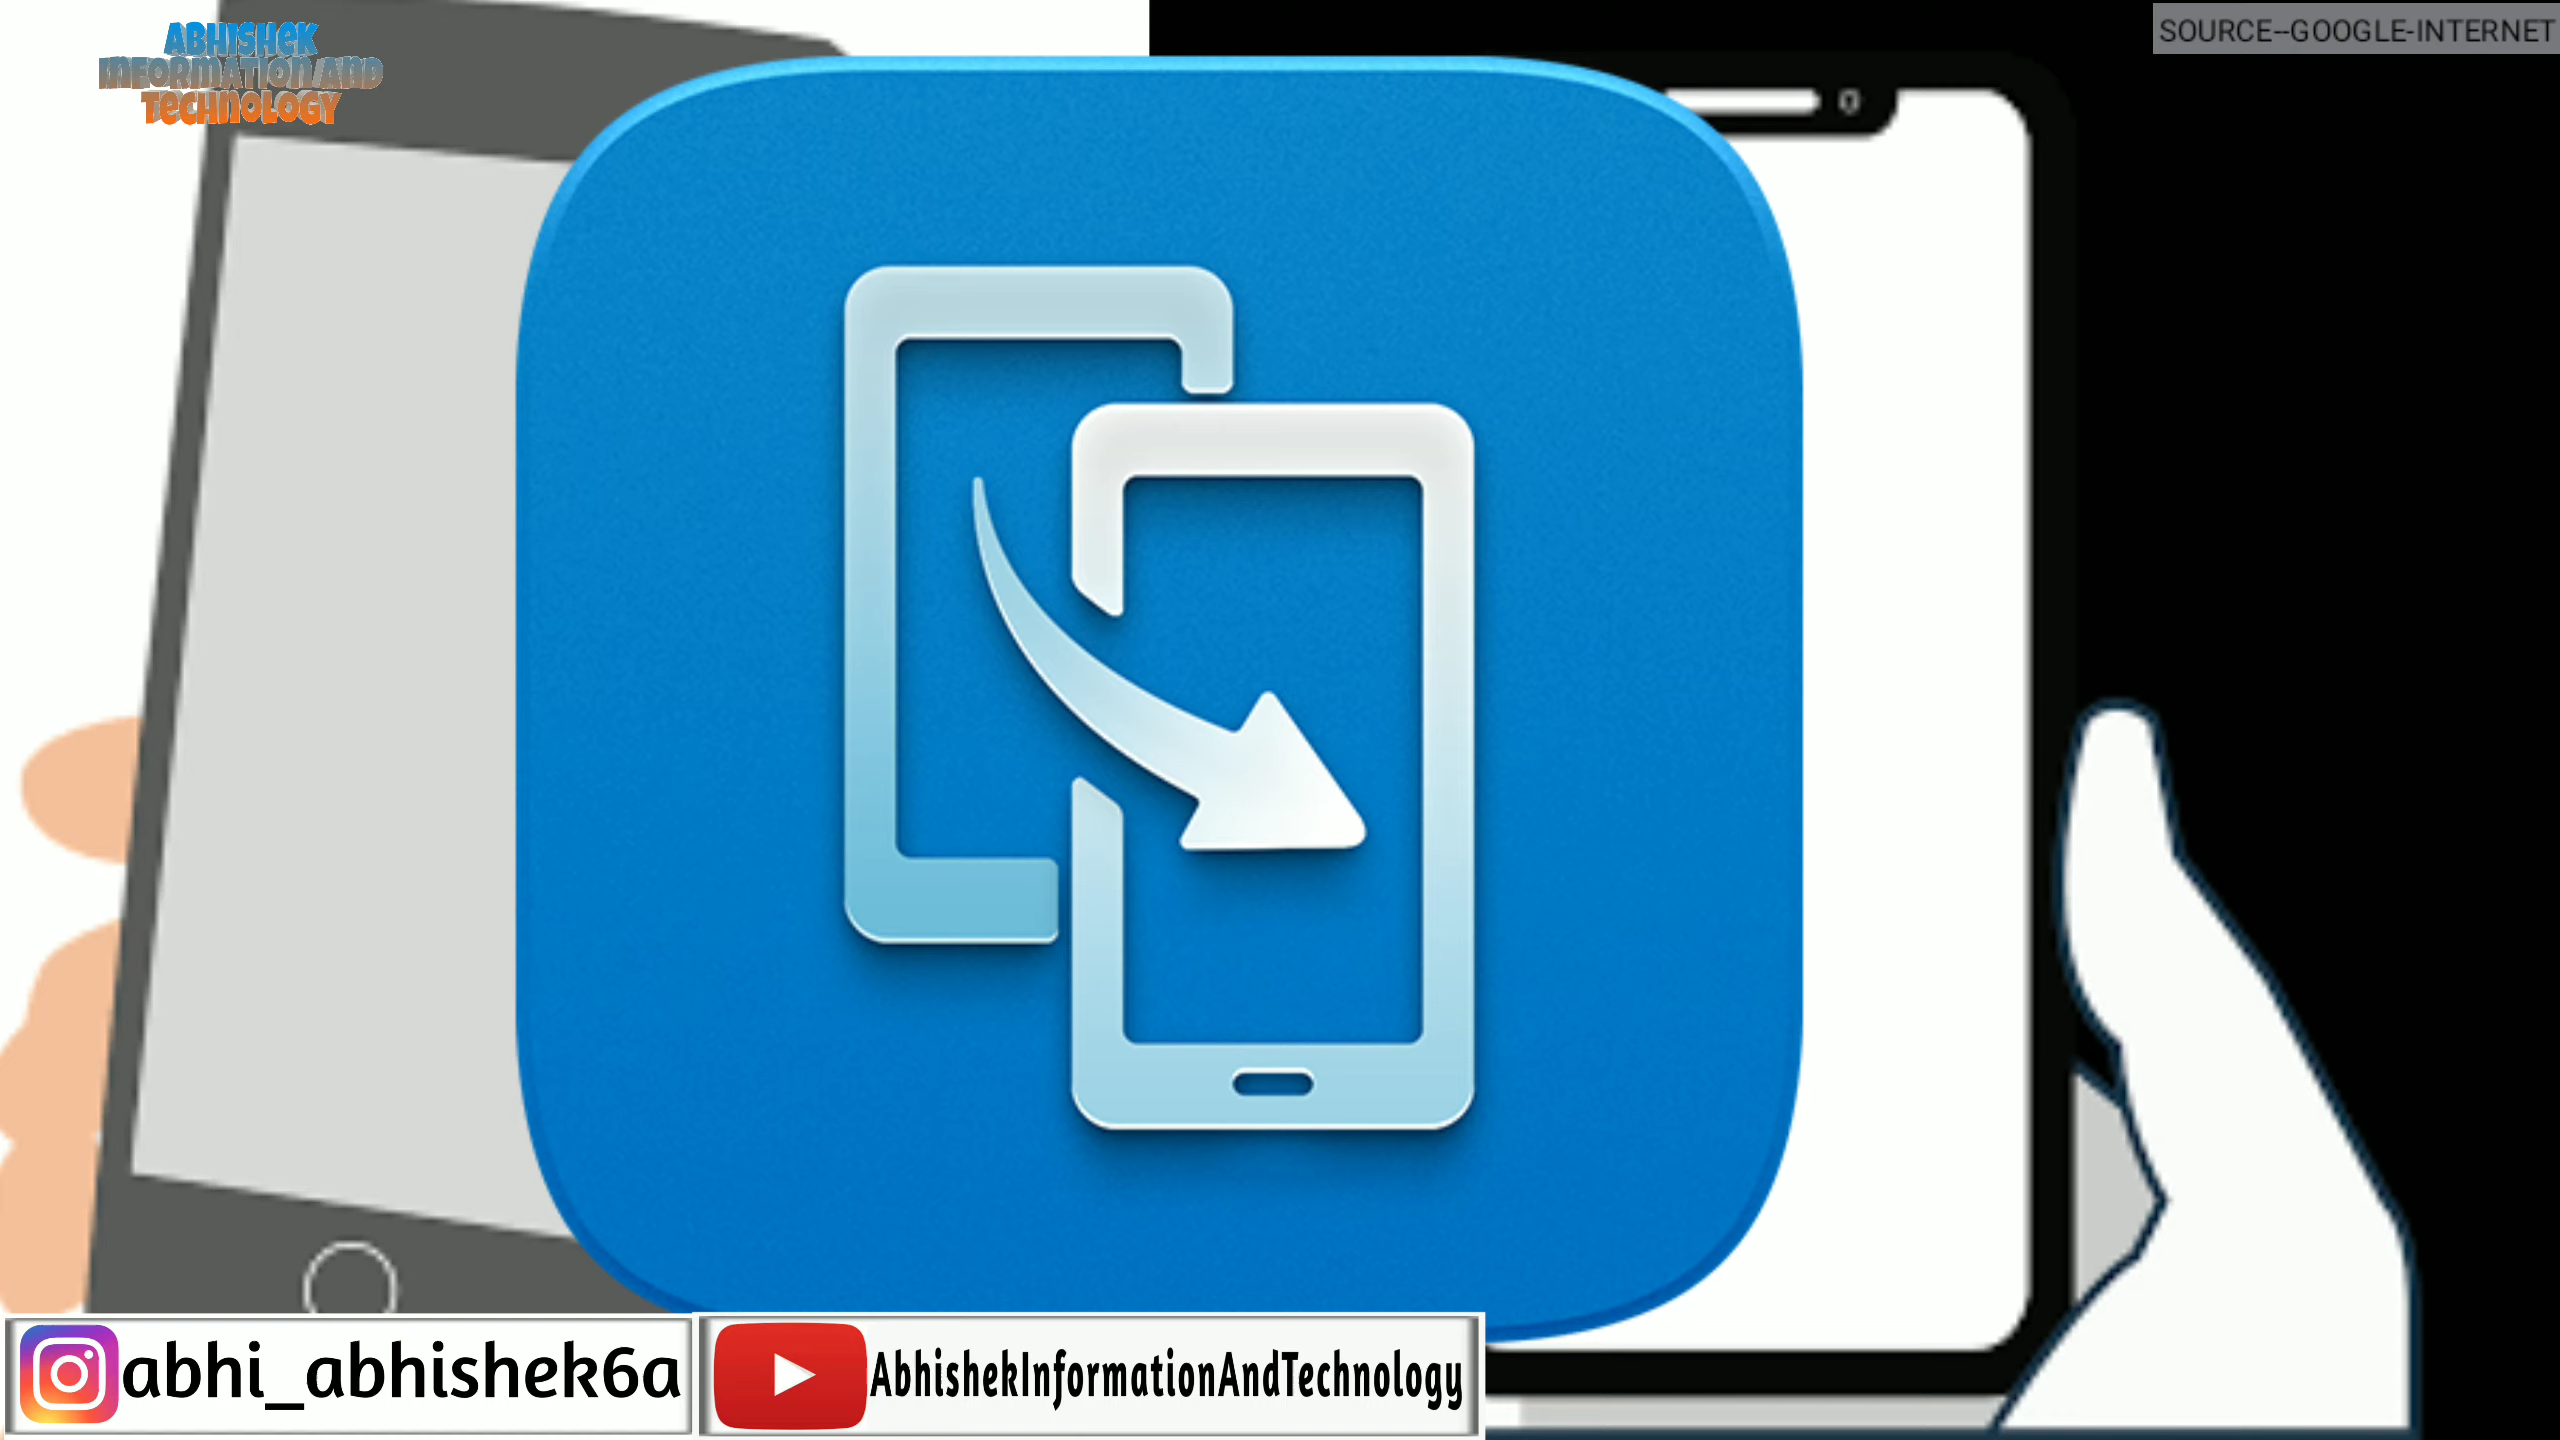 ABHISHEK
INFORMATION AND
TECHNOLOGY
SOURCE--GOOGLE-INTERNET
abhi_abhishek6a
AbhishekInformationAndTechnology